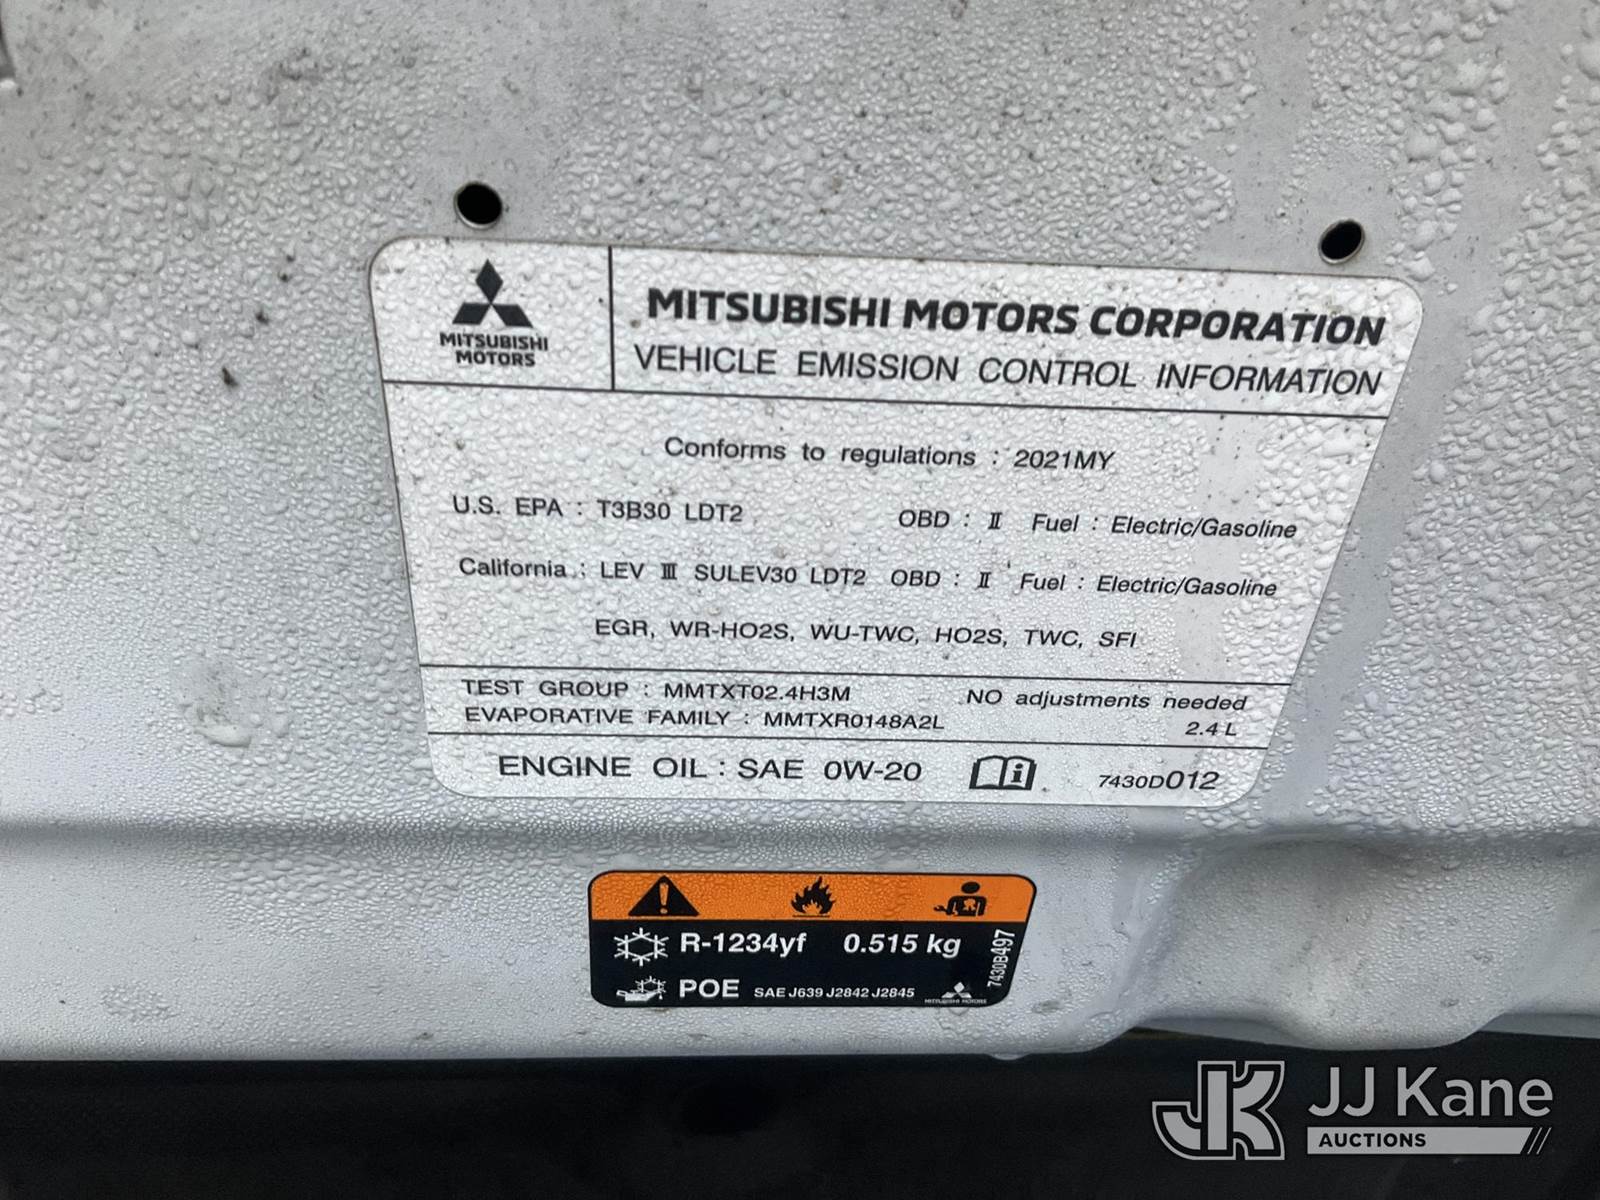 MITSUBISHI
MOTORS
MITSUBISHI MOTORS CORPORATION
VEHICLE EMISSION CONTROL INFORMATION
Conforms to regulations : 2021MY
U.S. EPA : T3B30 LDT2 OBD : Ⅱ Fuel : Electric/Gasoline
California : LEV Ⅲ SULEV30 LDT2 OBD : Ⅱ Fuel : Electric/Gasoline
EGR, WR-HO2S, WU-TWC, HO2S, TWC, SFI
TEST GROUP : MMTXT02.4H3M NO adjustments needed
EVAPORATIVE FAMILY : MMTXR0148A2L 2.4 L
ENGINE OIL : SAE 0W-20 7430D012
R-1234yf 0.515 kg
POE SAE J639 J2842 J2845
MITSUBISHI MOTORS
7430B497
JK JJ Kane
AUCTIONS